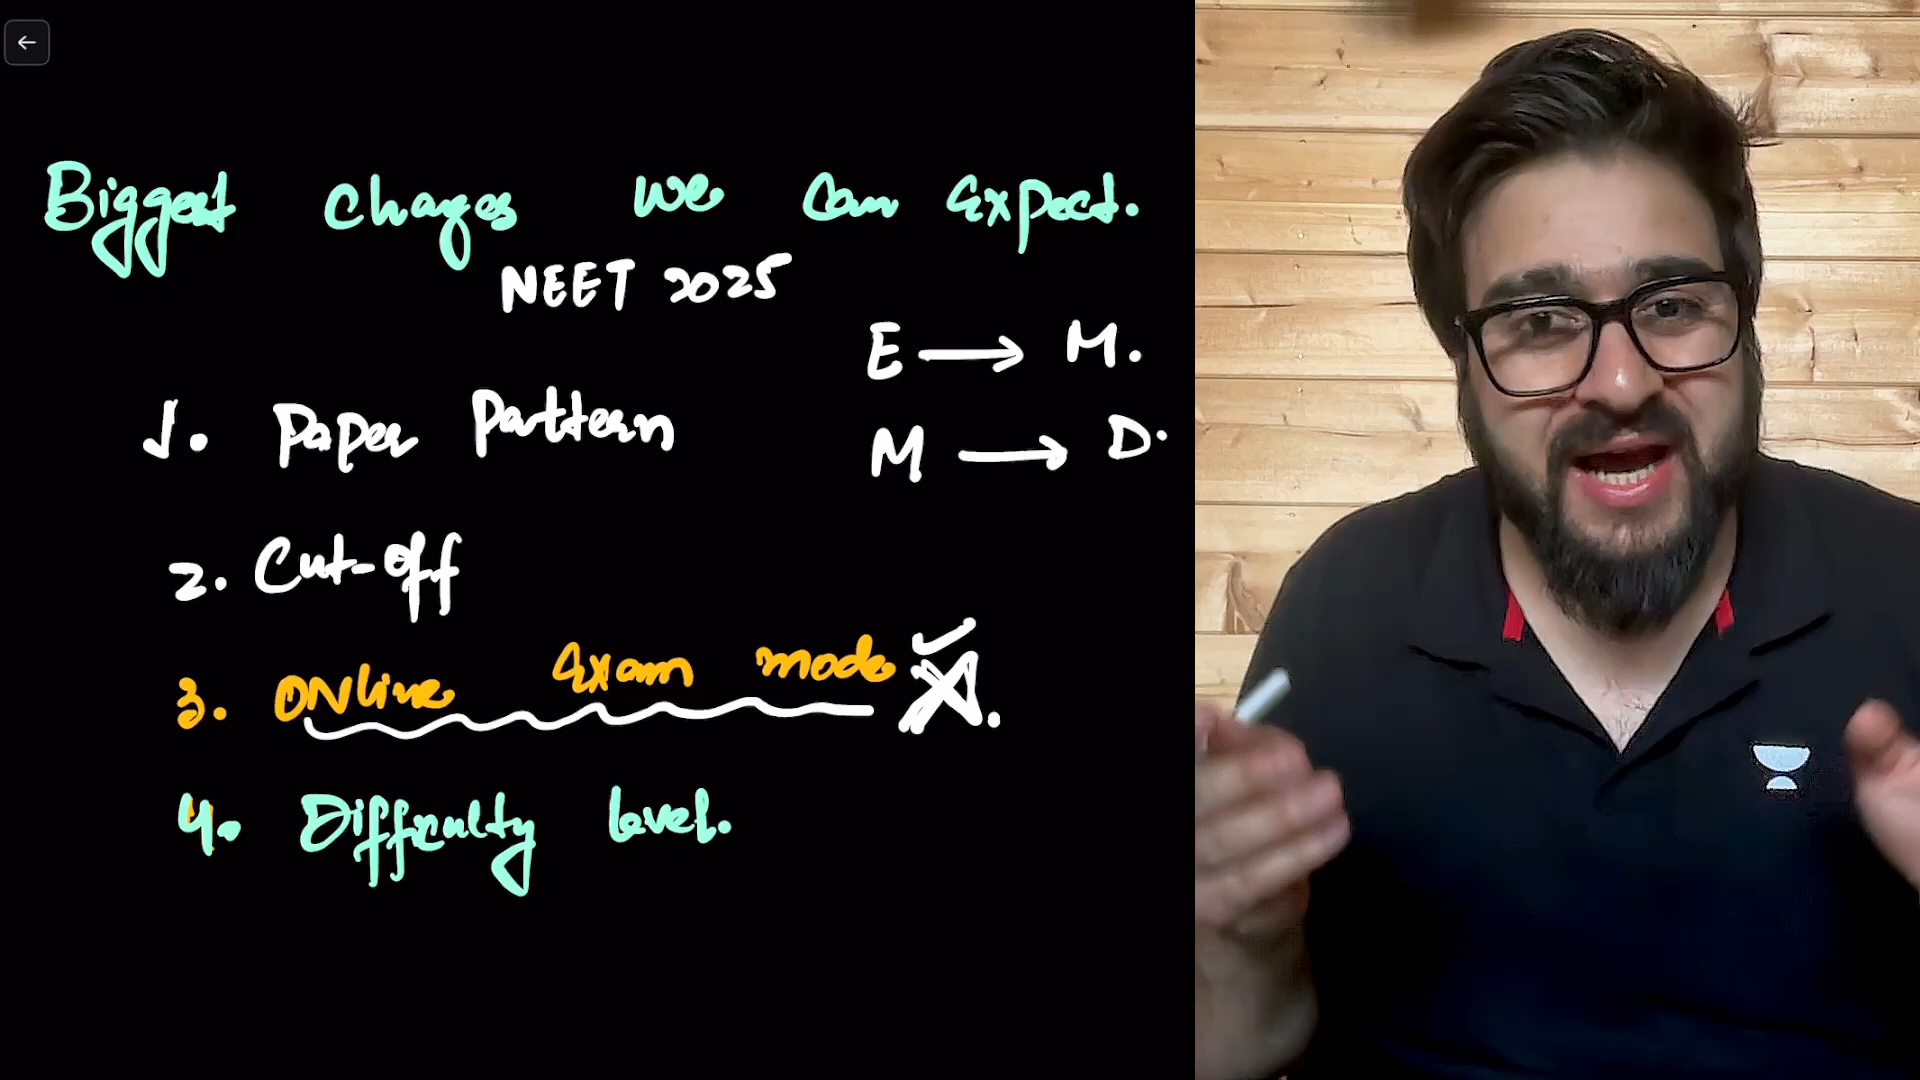 Biggest changes we can expect.
NEET 2025
E → M.
1. Paper Pattern
M → D.
2. Cut-off
3. ONline Exam mode
4. Difficulty level.